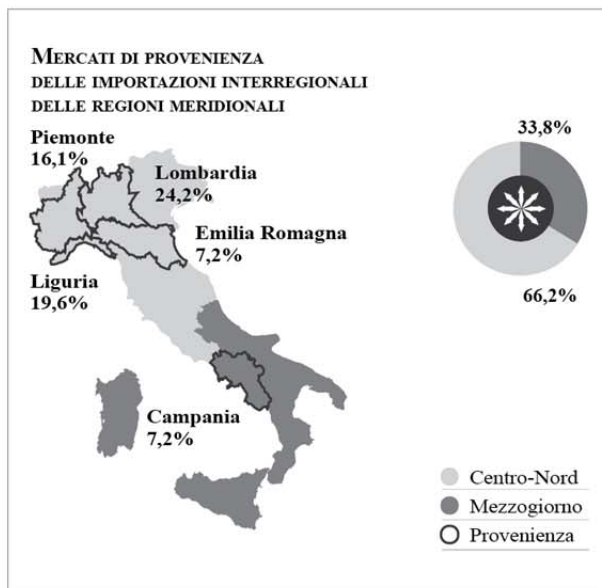 MERCATI DI PROVENIENZA
DELLE IMPORTAZIONI INTERREGIONALI
DELLE REGIONI MERIDIONALI
Piemonte
16,1%
Lombardia
24,2%
Emilia Romagna
7,2%
Liguria
19,6%
Campania
7,2%
33,8%
66,2%
Centro-Nord
Mezzogiorno
Provenienza